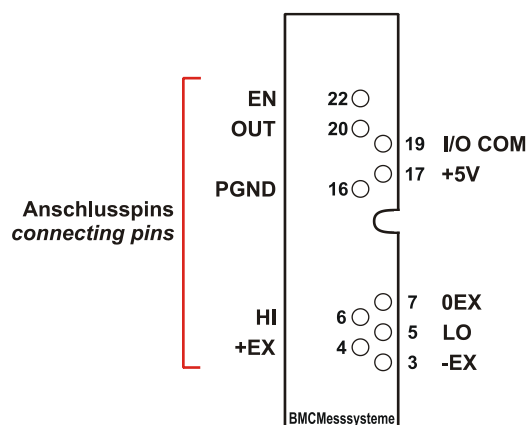 EN 22
OUT 20
19 I/O COM
17 +5V
PGND 16
Anschlusspins
connecting pins
7 0EX
HI 6
5 LO
+EX 4
3 -EX
BMCMesssysteme